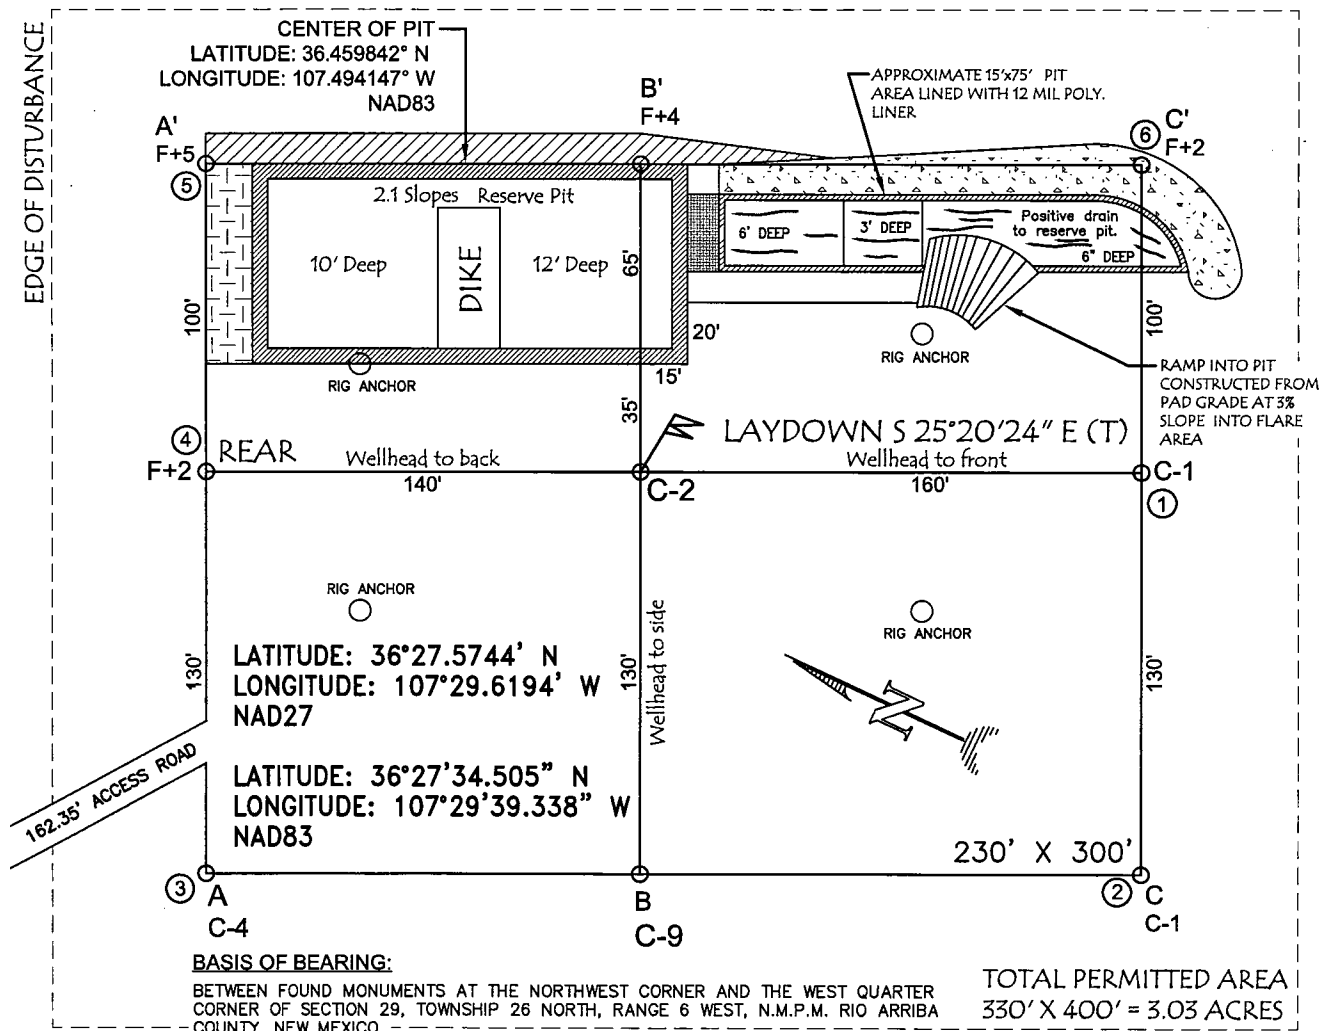 EDGE OF DISTURBANCE
CENTER OF PIT
LATITUDE: 36.459842° N
LONGITUDE: 107.494147° W
NAD83
A'
F+5
5
B'
F+4
APPROXIMATE 15'x75' PIT
AREA LINED WITH 12 MIL POLY.
LINER
6
C'
F+2
2.1 Slopes Reserve Pit
10' Deep
DIKE
12' Deep
65'
6' DEEP
3' DEEP
Positive drain
to reserve pit.
6" DEEP
100'
20'
15'
35'
100'
RIG ANCHOR
RIG ANCHOR
RAMP INTO PIT
CONSTRUCTED FROM
PAD GRADE AT 3%
SLOPE INTO FLARE
AREA
4
F+2
REAR
Wellhead to back
140'
C-2
LAYDOWN S 25°20'24" E (T)
Wellhead to front
160'
C-1
1
RIG ANCHOR
RIG ANCHOR
130'
LATITUDE: 36°27.5744' N
LONGITUDE: 107°29.6194' W
NAD27
LATITUDE: 36°27'34.505" N
LONGITUDE: 107°29'39.338" W
NAD83
130'
Wellhead to side
N
130'
162.35' ACCESS ROAD
230' X 300'
3
A
C-4
B
C-9
2
C
C-1
BASIS OF BEARING:
BETWEEN FOUND MONUMENTS AT THE NORTHWEST CORNER AND THE WEST QUARTER
CORNER OF SECTION 29, TOWNSHIP 26 NORTH, RANGE 6 WEST, N.M.P.M. RIO ARRIBA
COUNTY, NEW MEXICO
TOTAL PERMITTED AREA
330' X 400' = 3.03 ACRES